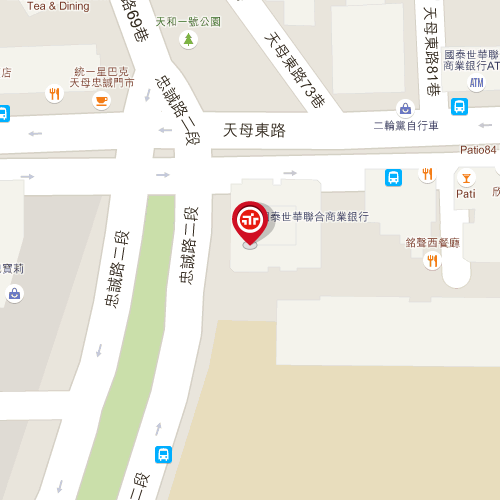 Tea & Dining
路69巷
天和一號公園
天母東路73巷
天母東路81巷
國泰世華聯
商業銀行AT
ATM
店
統一星巴克
天母忠誠門市
忠誠路二段
天母東路
二輪黨自行車
Patio84
Pati
欣
國泰世華聯合商業銀行
銘馨西餐廳
寶莉
忠誠路二段
忠誠路二段
二段